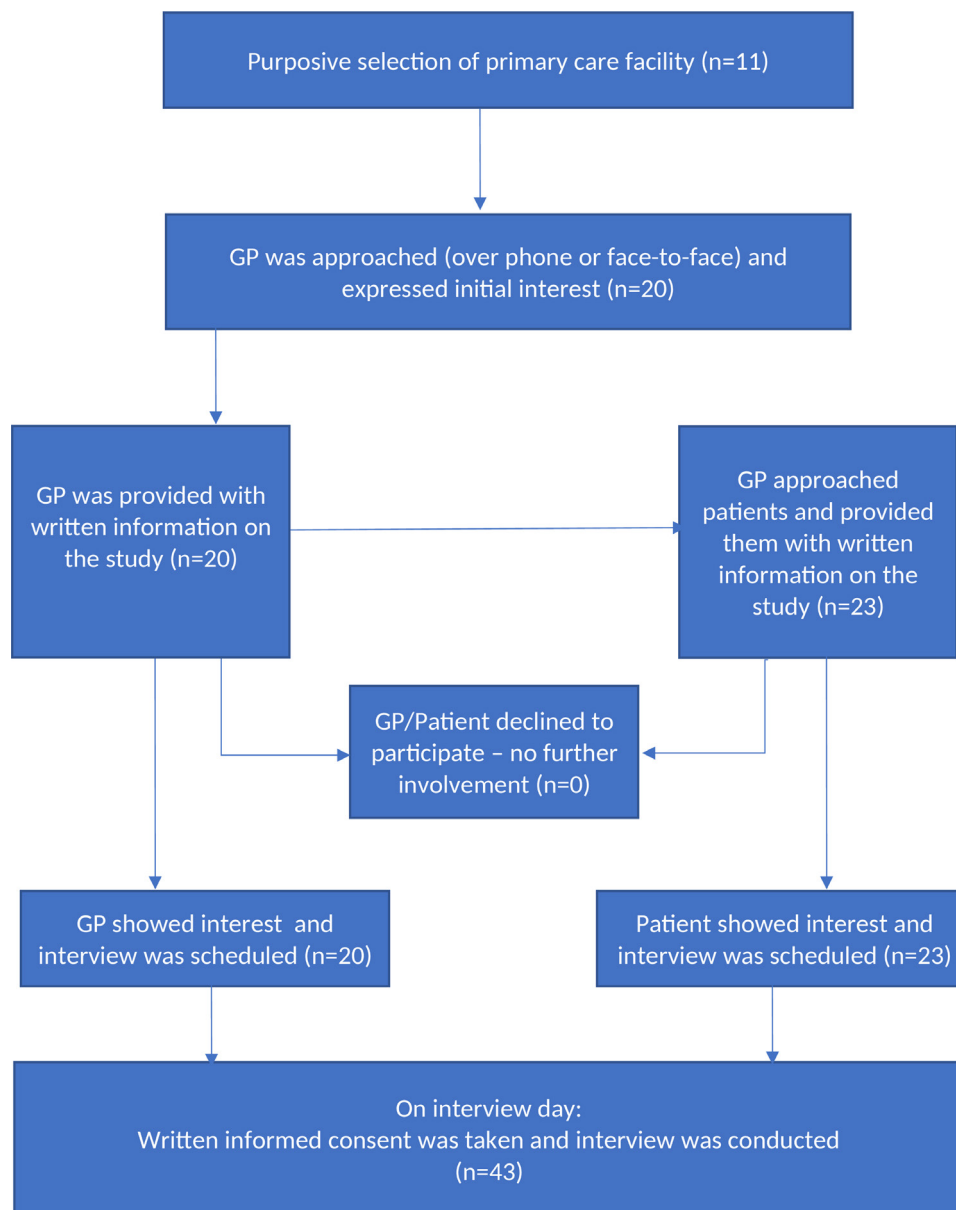 Purposive selection of primary care facility (n=11)
GP was approached (over phone or face-to-face) and
expressed initial interest (n=20)
GP was provided with
written information on
the study (n=20)
GP approached
patients and provided
them with written
information on the
study (n=23)
GP/Patient declined to
participate – no further
involvement (n=0)
GP showed interest and
interview was scheduled (n=20)
Patient showed interest and
interview was scheduled (n=23)
On interview day:
Written informed consent was taken and interview was conducted
(n=43)